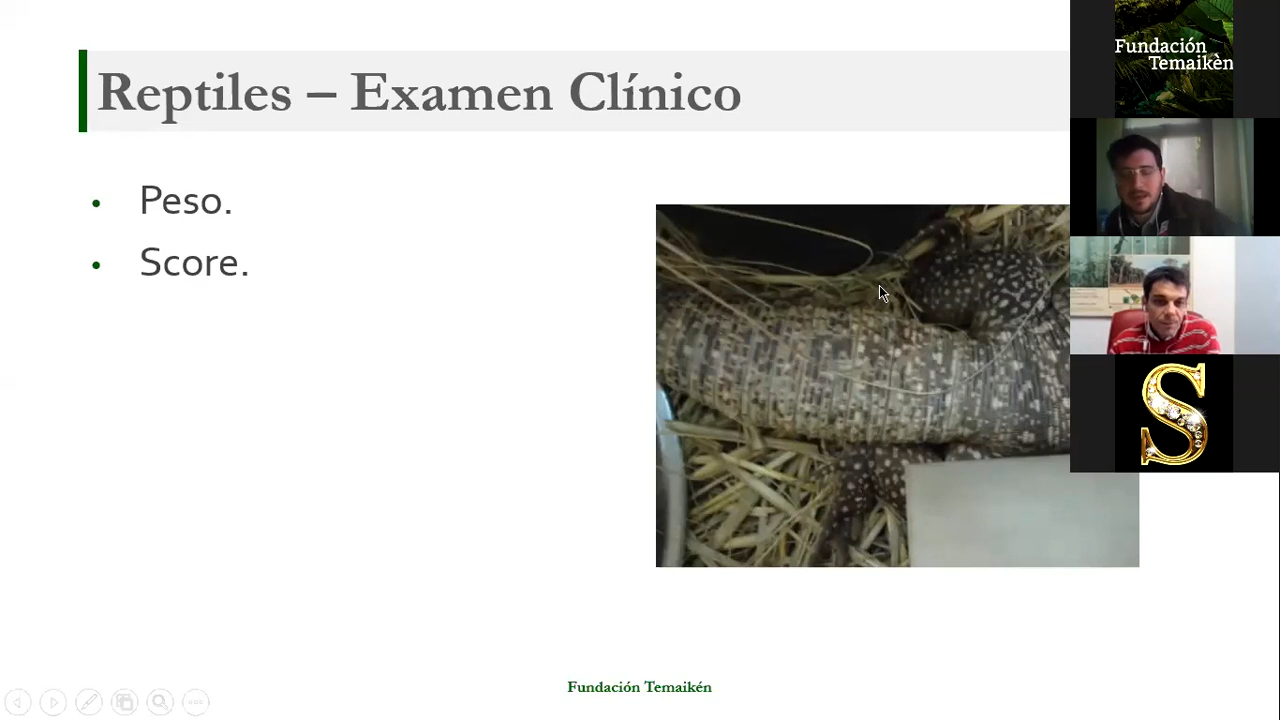 Reptiles – Examen Clínico
• Peso.
• Score.
Fundación Temaikén
Fundación
Temaikèn
S